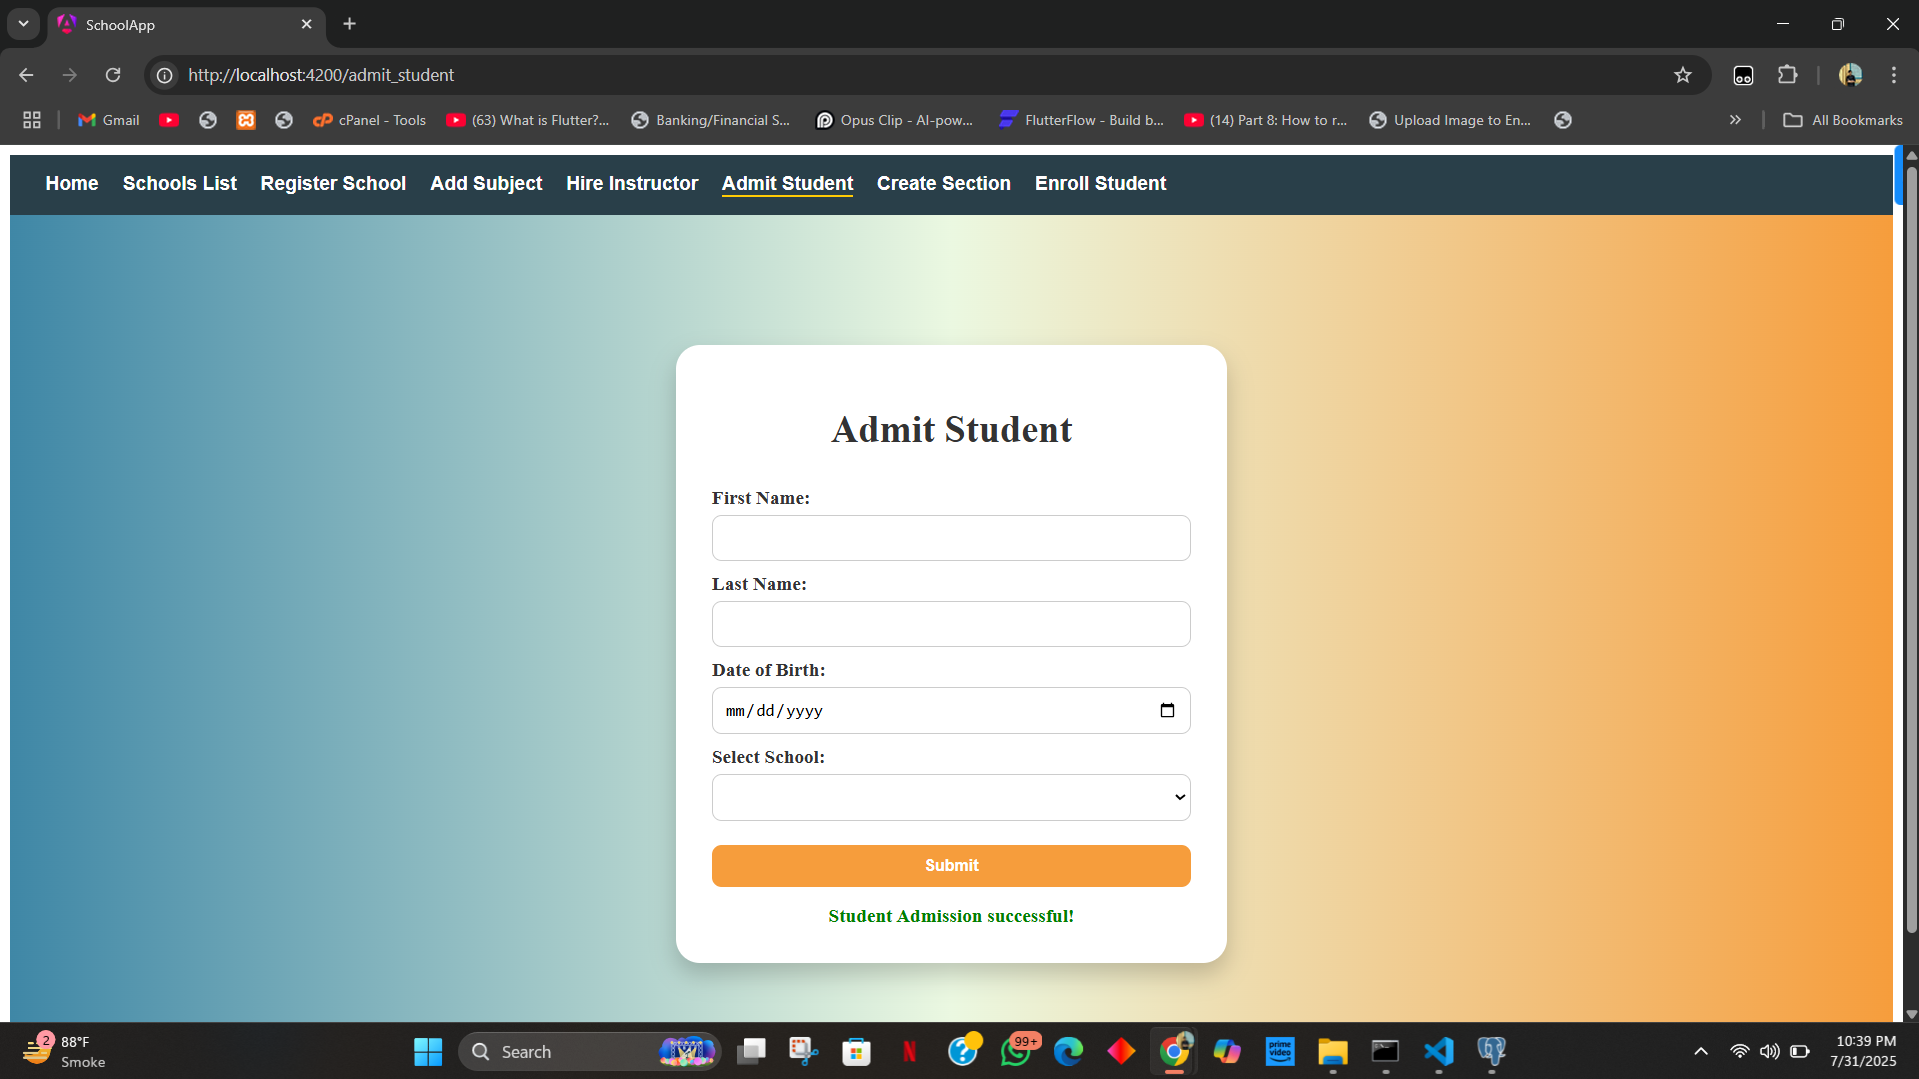 SchoolApp
http://localhost:4200/admit_student
Gmail
cPanel - Tools
(63) What is Flutter?...
Banking/Financial S...
Opus Clip - AI-pow...
FlutterFlow - Build b...
(14) Part 8: How to r...
Upload Image to En...
All Bookmarks
Home Schools List Register School Add Subject Hire Instructor Admit Student Create Section Enroll Student
Admit Student
First Name:
Last Name:
Date of Birth:
mm/dd/yyyy
Select School:
Submit
Student Admission successful!
2
88°F
Smoke
Search
99+
prime video
10:39 PM
7/31/2025